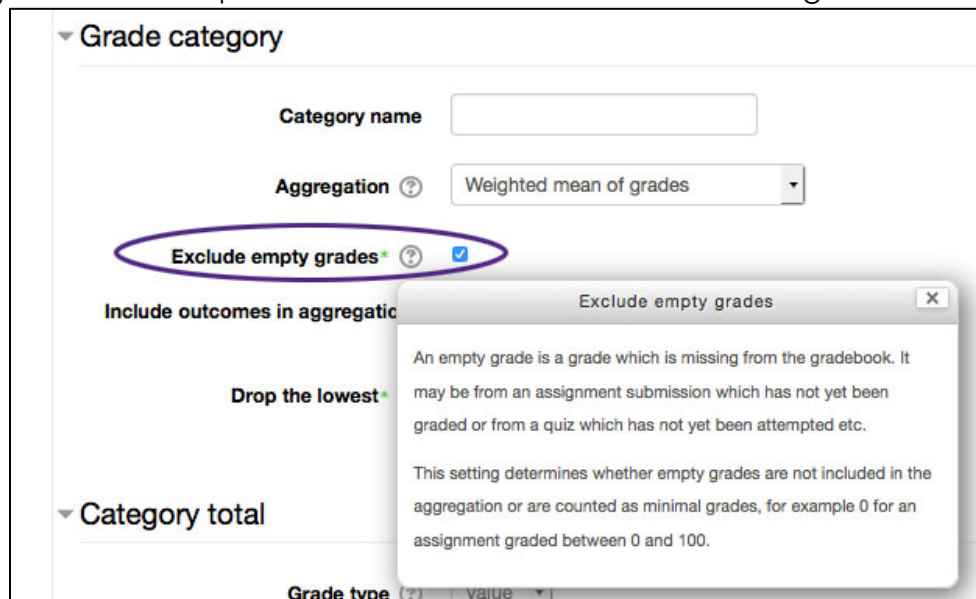 Grade category
Category name
Aggregation
Weighted mean of grades
Exclude empty grades*
Include outcomes in aggregatio
Exclude empty grades
An empty grade is a grade which is missing from the gradebook. It
may be from an assignment submission which has not yet been
graded or from a quiz which has not yet been attempted etc.
This setting determines whether empty grades are not included in the
aggregation or are counted as minimal grades, for example 0 for an
assignment graded between 0 and 100.
Drop the lowest*
Category total
Grade type
Value